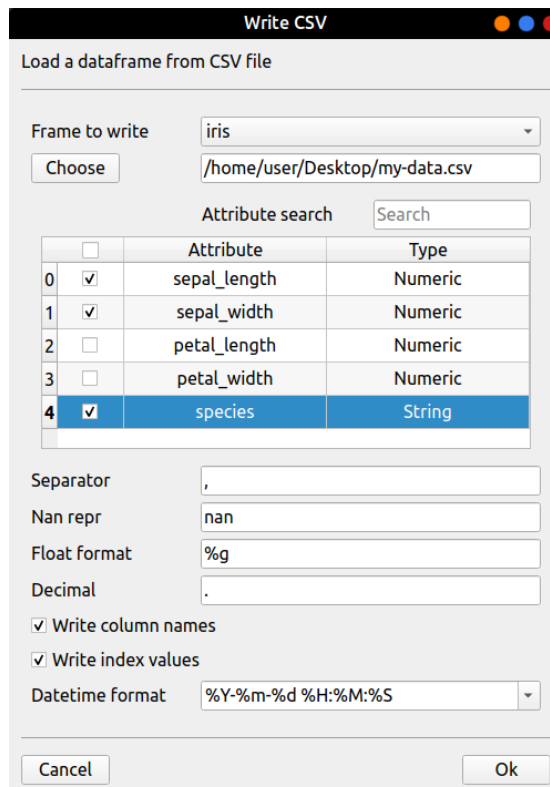 Write CSV
Load a dataframe from CSV file
Frame to write iris
Choose /home/user/Desktop/my-data.csv
Attribute search Search
Attribute Type
0 sepal_length Numeric
1 sepal_width Numeric
2 petal_length Numeric
3 petal_width Numeric
4 species String
Separator ,
Nan repr nan
Float format %g
Decimal .
Write column names
Write index values
Datetime format %Y-%m-%d %H:%M:%S
Cancel Ok